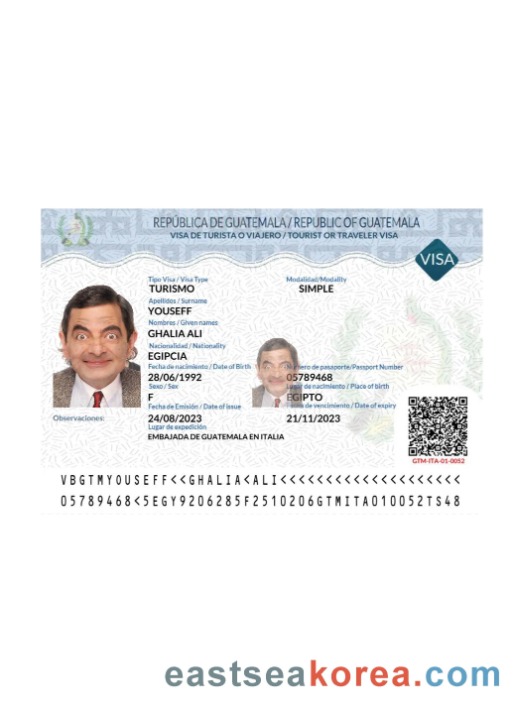 REPÚBLICA DE GUATEMALA / REPUBLIC OF GUATEMALA
VISA DE TURISTA O VIAJERO / TOURIST OR TRAVELER VISA
VISA
Tipo Visa / Visa Type Modalidad/Modality
TURISMO SIMPLE
Apellidos / Surname
YOUSEFF
Nombres / Given names
GHALIA ALI
Nacionalidad / Nationality
EGIPCIA
Fecha de nacimiento / Date of Birth de pasaporte/Passport Number
28/06/1992 05789468
Sexo / Sex de nacimiento / Place of birth
F EGIPTO
Fecha de Emisión / Date of issue de vencimiento / Date of expiry
Observaciones: 24/08/2023 21/11/2023
Lugar de expedición
EMBAJADA DE GUATEMALA EN ITALIA
GTM-ITA-01-0052
VBGTMYOUSEFF<<GHALIA<ALI<<<<<<<<<<<<<<<<<<<<
05789468<5EGY9206285F2510206GTMITA010052TS48
eastseakorea.com